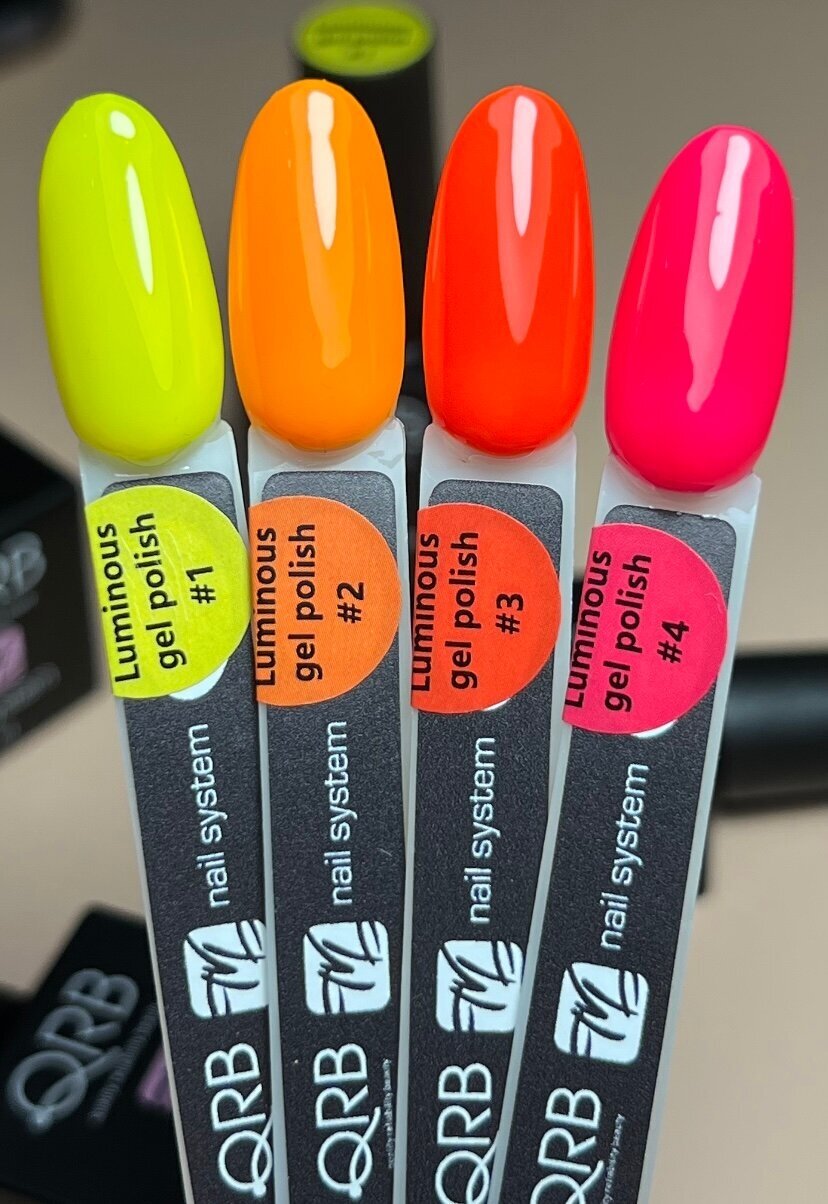 Luminous
gel polish
#1
nail system
QRB
Luminous
gel polish
#2
nail system
QRB
Luminous
gel polish
#3
nail system
QRB
Luminous
gel polish
#4
nail system
QRB
QRB
RB